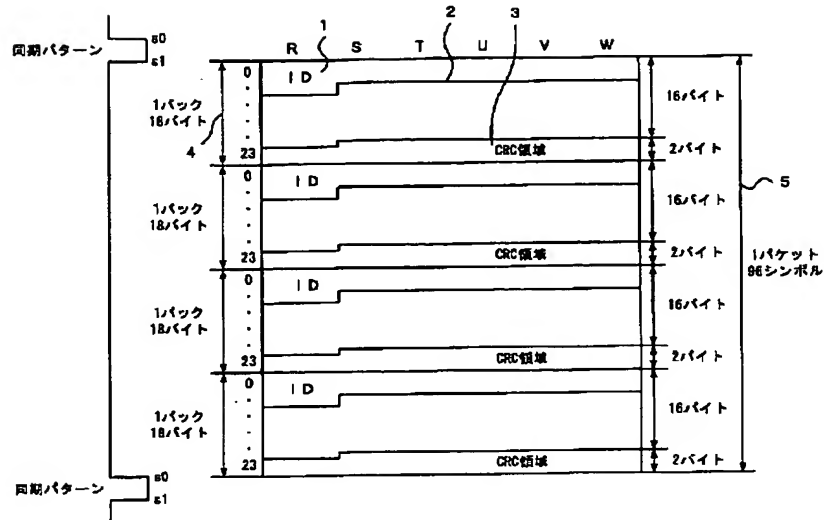 1 2 3
R S T U V W
同期パターン s0 s1
0 ID 23 CRC領域
1パック 18バイト 4
16バイト
2バイト
0 ID 23 CRC領域
1パック 18バイト
16バイト
2バイト
5
1パケット 96シンボル
0 ID 23 CRC領域
1パック 18バイト
16バイト
2バイト
0 ID 23 CRC領域
1パック 18バイト
16バイト
2バイト
同期パターン s0 s1